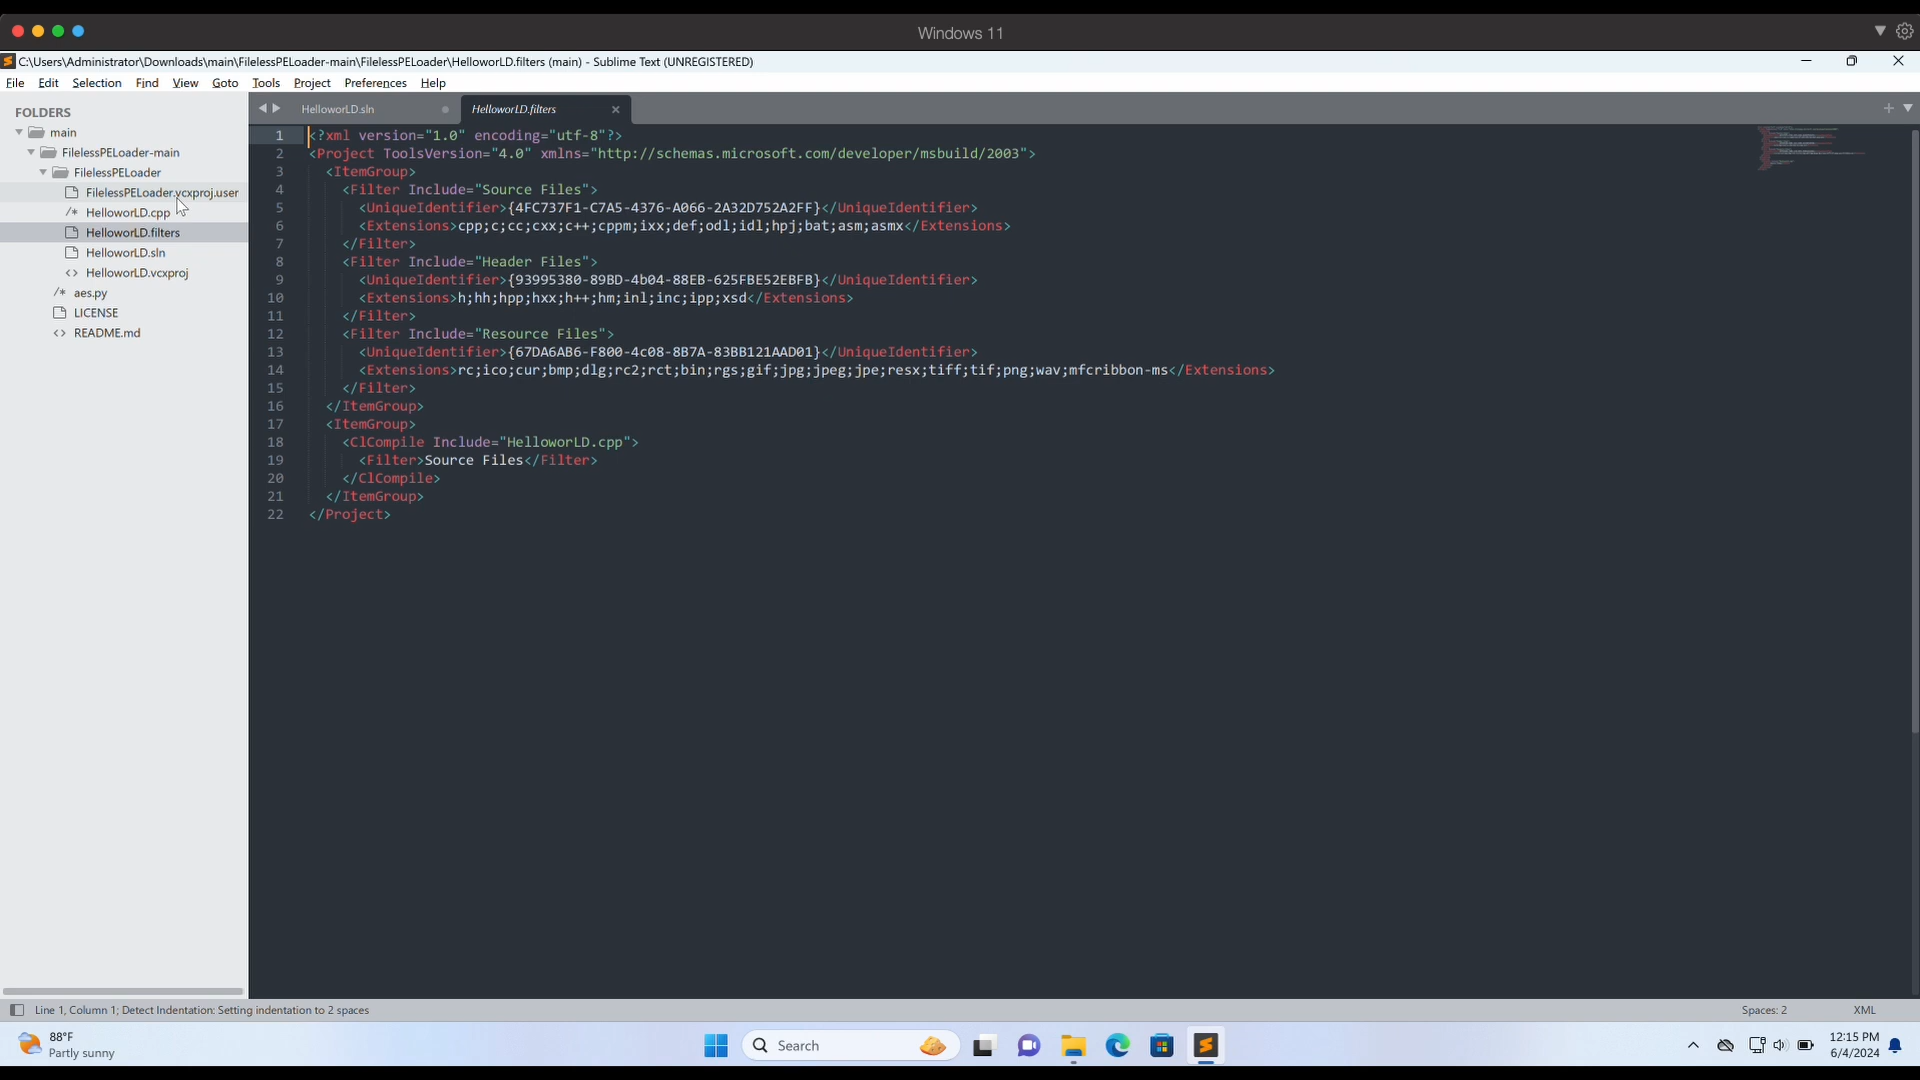 Windows 11
C:\Users\Administrator\Downloads\main\FilelessPELoader-main\FilelessPELoader\HelloworLD.filters (main) - Sublime Text (UNREGISTERED)
File Edit Selection Find View Goto Tools Project Preferences Help
FOLDERS
main
FilelessPELoader-main
FilelessPELoader
FilelessPELoader.vcxproj.user
/* HelloworLD.cpp
HelloworLD.filters
HelloworLD.sln
<> HelloworLD.vcxproj
/* aes.py
LICENSE
<> README.md
HelloworLD.sln
HelloworLD.filters
1 <?xml version="1.0" encoding="utf-8"?>
2 <Project ToolsVersion="4.0" xmlns="http://schemas.microsoft.com/developer/msbuild/2003">
3 <ItemGroup>
4 <Filter Include="Source Files">
5 <UniqueIdentifier>{4FC737F1-C7A5-4376-A066-2A32D752A2FF}</UniqueIdentifier>
6 <Extensions>cpp;c;cc;cxx;c++;cppm;ixx;def;odl;idl;hpj;bat;asm;asmx</Extensions>
7 </Filter>
8 <Filter Include="Header Files">
9 <UniqueIdentifier>{93995380-89BD-4b04-88EB-625FBE52EBFB}</UniqueIdentifier>
10 <Extensions>h;hh;hpp;hxx;h++;hm;inl;inc;ipp;xsd</Extensions>
11 </Filter>
12 <Filter Include="Resource Files">
13 <UniqueIdentifier>{67DA6AB6-F800-4c08-8B7A-83BB121AAD01}</UniqueIdentifier>
14 <Extensions>rc;ico;cur;bmp;dlg;rc2;rct;bin;rgs;gif;jpg;jpeg;jpe;resx;tiff;tif;png;wav;mfcribbon-ms</Extensions>
15 </Filter>
16 </ItemGroup>
17 <ItemGroup>
18 <ClCompile Include="HelloworLD.cpp">
19 <Filter>Source Files</Filter>
20 </ClCompile>
21 </ItemGroup>
22 </Project>
Line 1, Column 1; Detect Indentation: Setting indentation to 2 spaces
Spaces: 2
XML
88°F
Partly sunny
Search
12:15 PM
6/4/2024